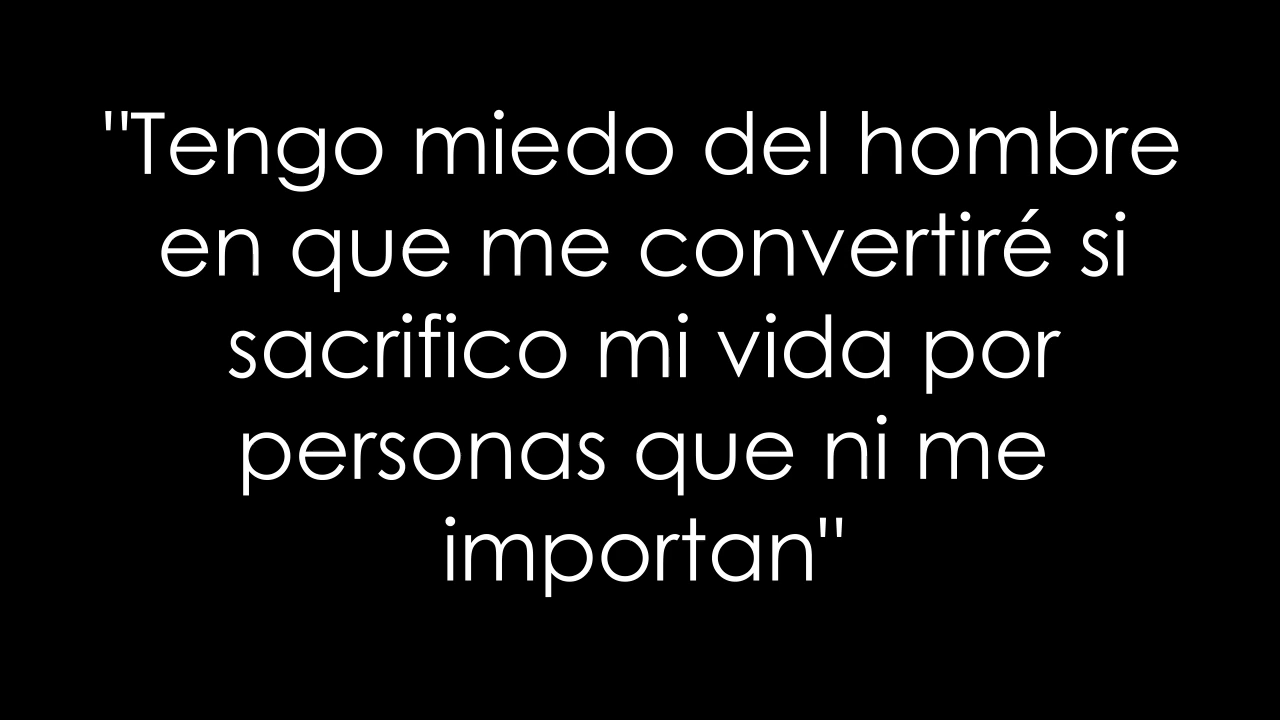 "Tengo miedo del hombre
en que me convertiré si
sacrifico mi vida por
personas que ni me
importan"